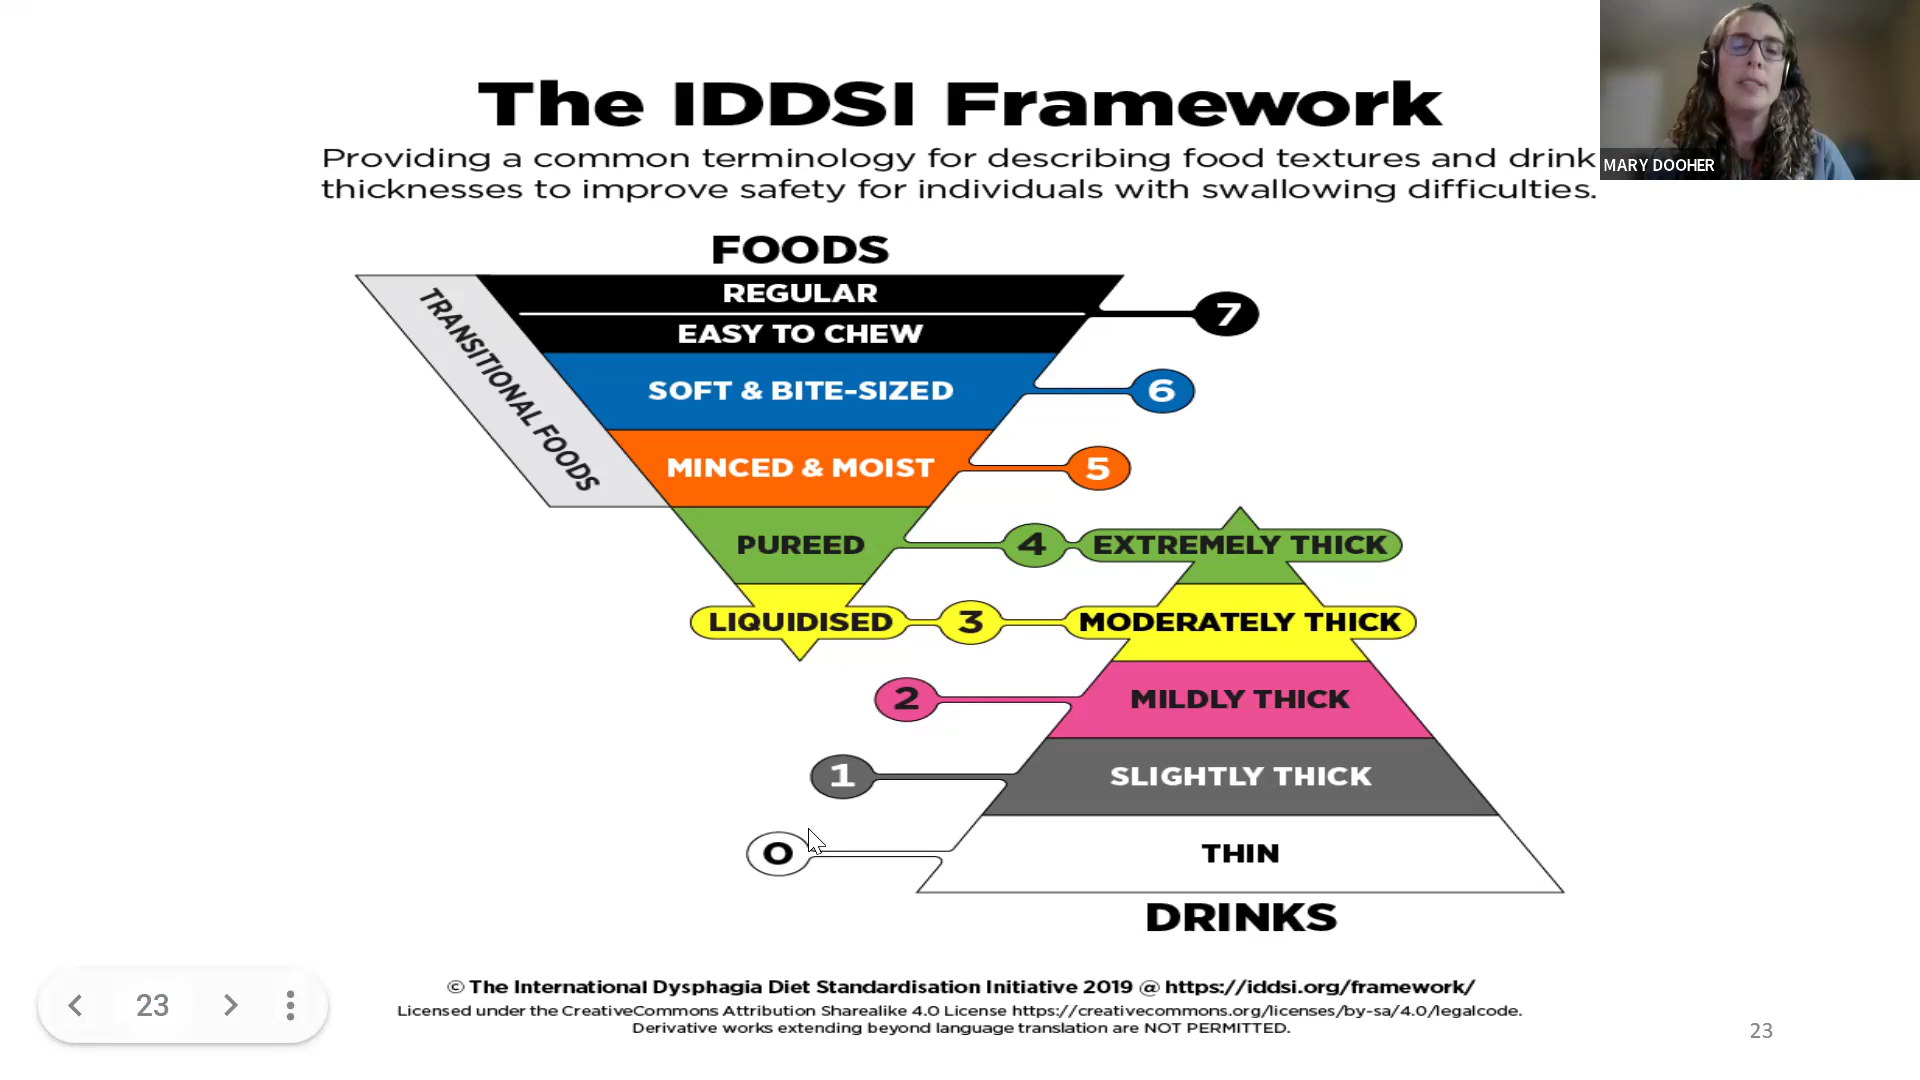 The IDDSI Framework
Providing a common terminology for describing food textures and drink
thicknesses to improve safety for individuals with swallowing difficulties.
MARY DOOHER
FOODS
TRANSITIONAL FOODS
REGULAR
EASY TO CHEW
7
SOFT & BITE-SIZED
6
MINCED & MOIST
5
PUREED
4
EXTREMELY THICK
LIQUIDISED
3
MODERATELY THICK
2
MILDLY THICK
1
SLIGHTLY THICK
0
THIN
DRINKS
© The International Dysphagia Diet Standardisation Initiative 2019 @ https://iddsi.org/framework/
Licensed under the CreativeCommons Attribution Sharealike 4.0 License https://creativecommons.org/licenses/by-sa/4.0/legalcode.
Derivative works extending beyond language translation are NOT PERMITTED.
23
23